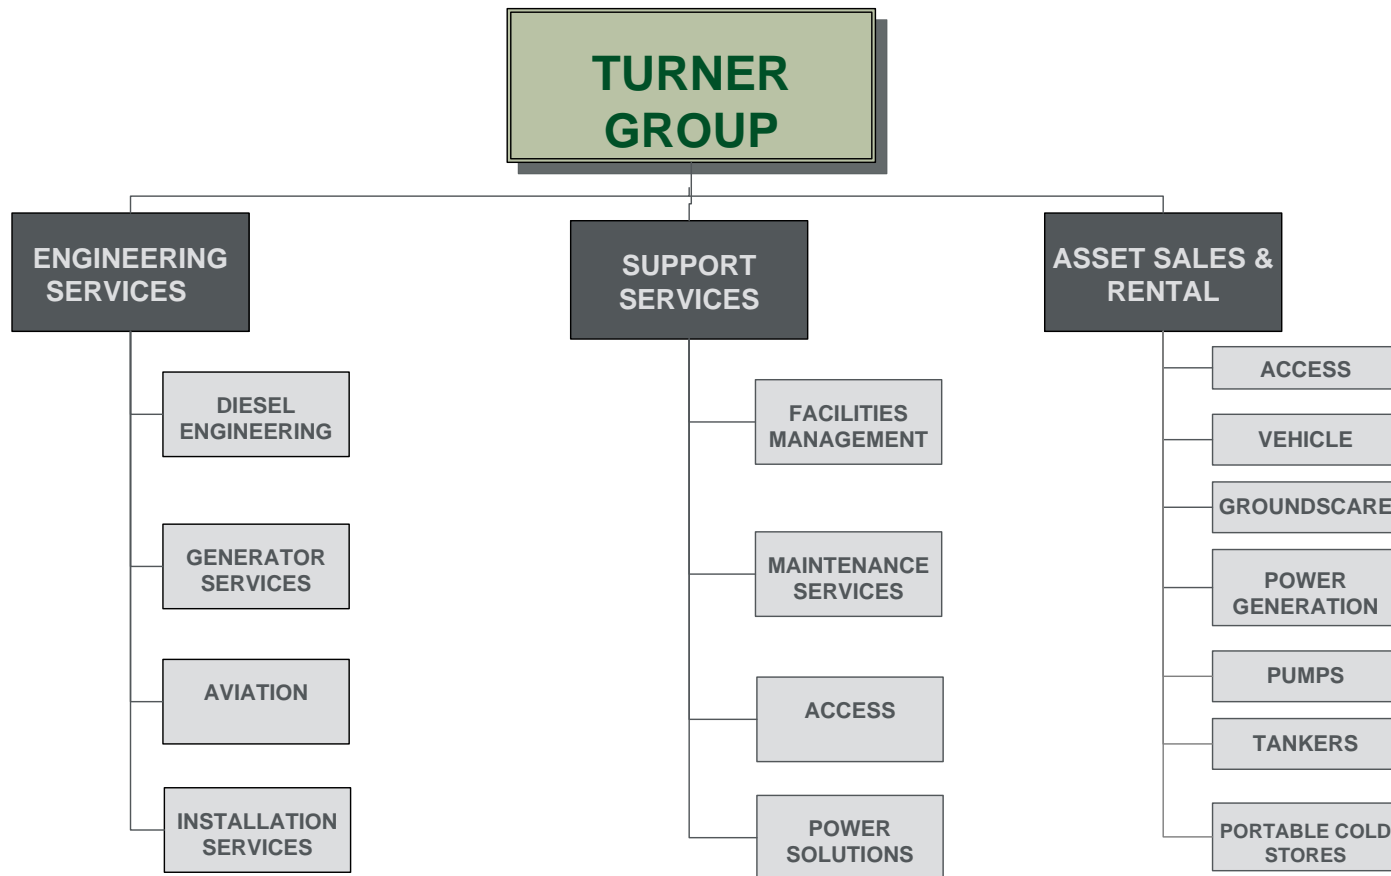 TURNER
GROUP
ENGINEERING
SERVICES
DIESEL
ENGINEERING
GENERATOR
SERVICES
AVIATION
INSTALLATION
SERVICES
SUPPORT
SERVICES
FACILITIES
MANAGEMENT
MAINTENANCE
SERVICES
ACCESS
POWER
SOLUTIONS
ASSET SALES &
RENTAL
ACCESS
VEHICLE
GROUNDSCARE
POWER
GENERATION
PUMPS
TANKERS
PORTABLE COLD
STORES